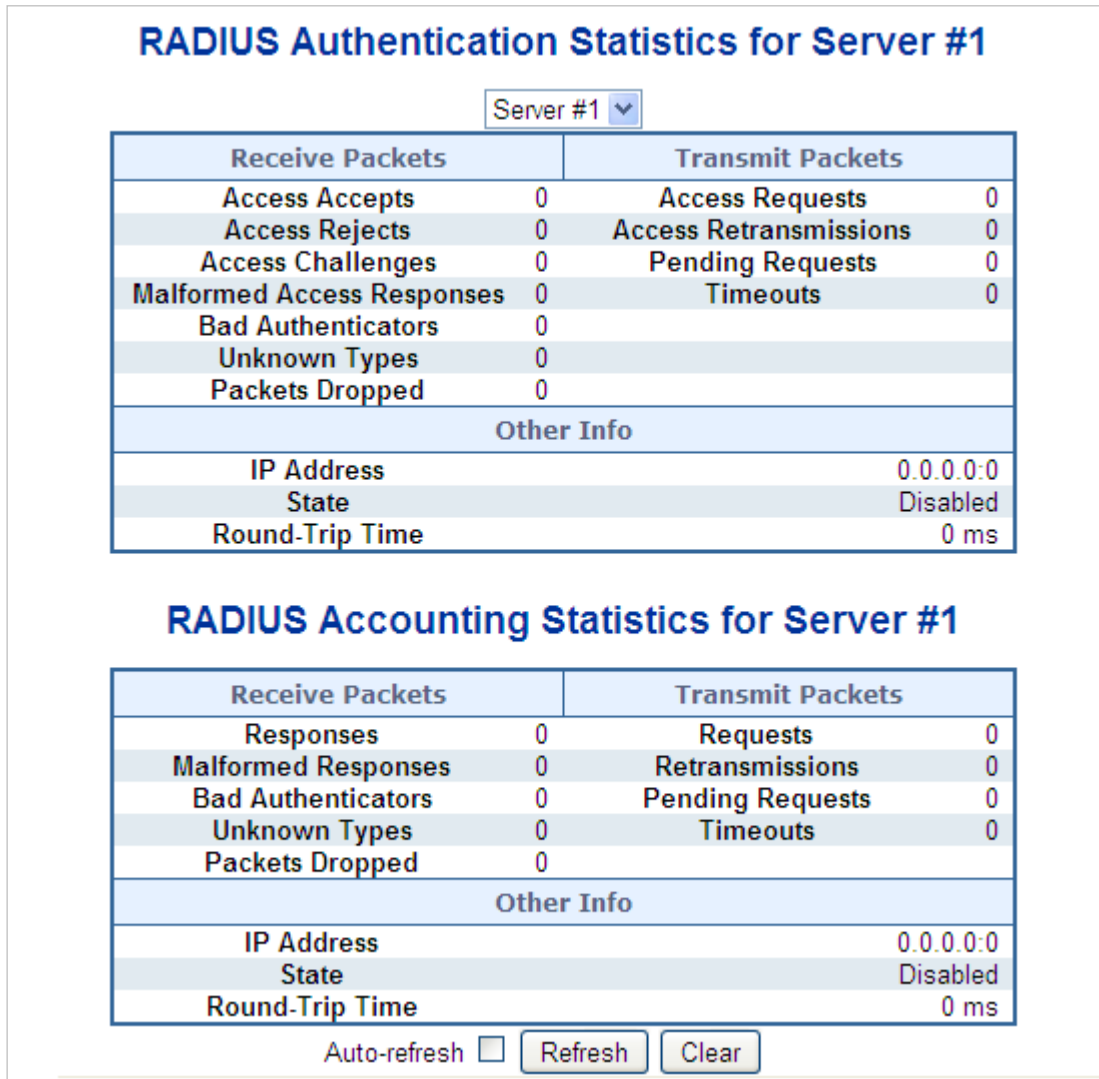 RADIUS Authentication Statistics for Server #1
Server #1
Receive Packets Transmit Packets
Access Accepts 0 Access Requests 0
Access Rejects 0 Access Retransmissions 0
Access Challenges 0 Pending Requests 0
Malformed Access Responses 0 Timeouts 0
Bad Authenticators 0
Unknown Types 0
Packets Dropped 0
Other Info
IP Address 0.0.0.0:0
State Disabled
Round-Trip Time 0 ms
RADIUS Accounting Statistics for Server #1
Receive Packets Transmit Packets
Responses 0 Requests 0
Malformed Responses 0 Retransmissions 0
Bad Authenticators 0 Pending Requests 0
Unknown Types 0 Timeouts 0
Packets Dropped 0
Other Info
IP Address 0.0.0.0:0
State Disabled
Round-Trip Time 0 ms
Auto-refresh Refresh Clear